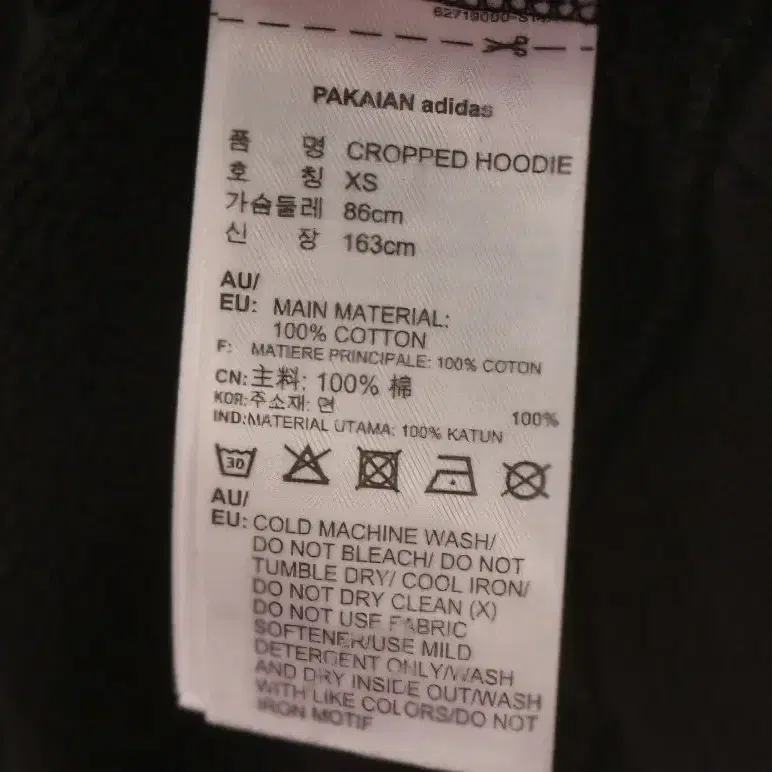 PAKAIAN adidas
품 명 CROPPED HOODIE
호 칭 XS
가슴둘레 86cm
신 장 163cm
AU/
EU: MAIN MATERIAL:
100% COTTON
F: MATIERE PRINCIPALE: 100% COTON
CN:主料: 100% 棉
KOR:주소재: 면 100%
IND:MATERIAL UTAMA: 100% KATUN
30
AU/
EU: COLD MACHINE WASH/
DO NOT BLEACH/ DO NOT
TUMBLE DRY/ COOL IRON/
DO NOT DRY CLEAN (X)
DO NOT USE FABRIC
SOFTENER/USE MILD
DETERGENT ONLY/WASH
AND DRY INSIDE OUT/WASH
WITH LIKE COLORS/DO NOT
IRON MOTIF